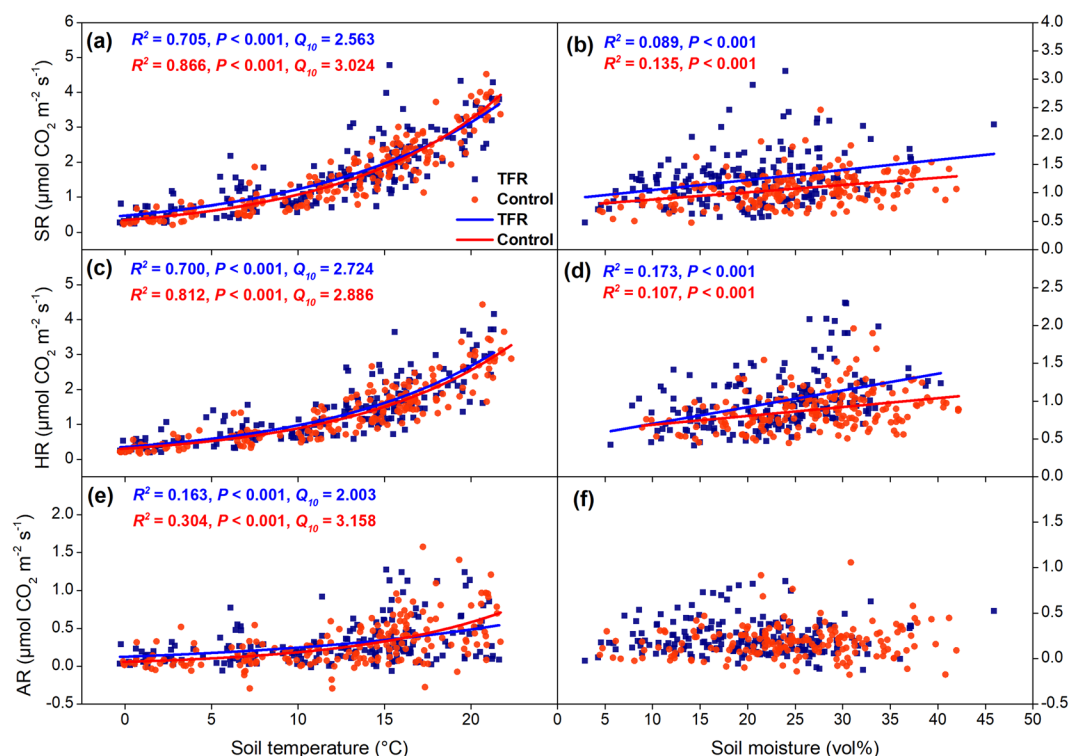 (a)
R² = 0.705, P < 0.001, Q₁₀ = 2.563
R² = 0.866, P < 0.001, Q₁₀ = 3.024
SR (µmol CO₂ m⁻² s⁻¹)
6
5
4
3
2
1
0
TFR
Control
TFR
Control
(b)
R² = 0.089, P < 0.001
R² = 0.135, P < 0.001
4.0
3.5
3.0
2.5
2.0
1.5
1.0
0.5
0.0
(c)
R² = 0.700, P < 0.001, Q₁₀ = 2.724
R² = 0.812, P < 0.001, Q₁₀ = 2.886
HR (µmol CO₂ m⁻² s⁻¹)
5
4
3
2
1
0
(d)
R² = 0.173, P < 0.001
R² = 0.107, P < 0.001
2.5
2.0
1.5
1.0
0.5
0.0
(e)
R² = 0.163, P < 0.001, Q₁₀ = 2.003
R² = 0.304, P < 0.001, Q₁₀ = 3.158
AR (µmol CO₂ m⁻² s⁻¹)
2.0
1.5
1.0
0.5
0.0
-0.5
(f)
1.5
1.0
0.5
0.0
-0.5
0 5 10 15 20
Soil temperature (°C)
0 5 10 15 20 25 30 35 40 45 50
Soil moisture (vol%)